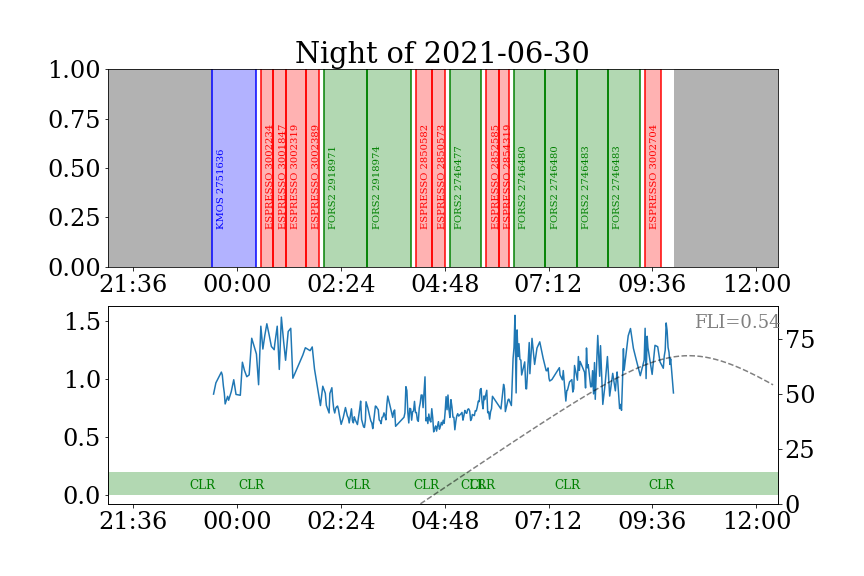 Night of 2021-06-30
1.00
0.75
0.50
0.25
0.00
KMOS 2751636
ESPRESSO 3002234
ESPRESSO 3001847
ESPRESSO 3002319
ESPRESSO 3002389
FORS2 2918971
FORS2 2918974
ESPRESSO 2850582
ESPRESSO 2850573
FORS2 2746477
ESPRESSO 2852585
ESPRESSO 2854319
FORS2 2746480
FORS2 2746480
FORS2 2746483
FORS2 2746483
ESPRESSO 3002704
21:36 00:00 02:24 04:48 07:12 09:36 12:00
FLI=0.54
1.5
1.0
0.5
0.0
75
50
25
0
CLR CLR CLR CLR CLR CLR CLR CLR
21:36 00:00 02:24 04:48 07:12 09:36 12:00